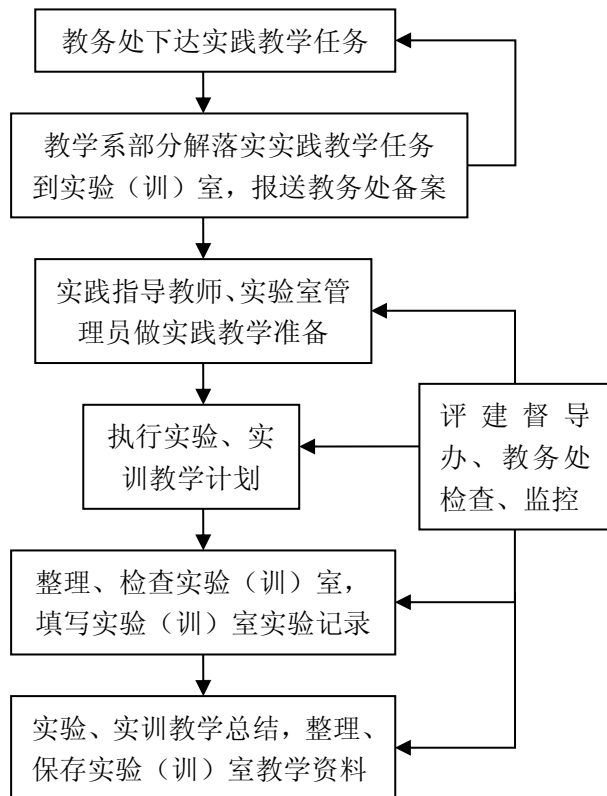 教务处下达实践教学任务
教学系部分解落实实践教学任务
到实验（训）室，报送教务处备案
实践指导教师、实验室管
理员做实践教学准备
执行实验、实
训教学计划
评建督导
办、教务处
检查、监控
整理、检查实验（训）室，
填写实验（训）室实验记录
实验、实训教学总结，整理、
保存实验（训）室教学资料